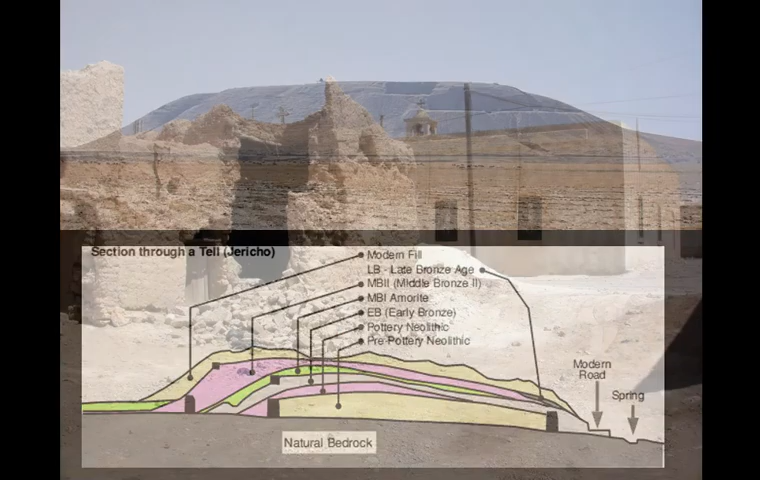 Section through a Tell (Jericho)
Modern Fill
LB - Late Bronze Age
MBII (Middle Bronze II)
MBI Amorite
EB (Early Bronze)
Pottery Neolithic
Pre-Pottery Neolithic
Modern
Road
Spring
Natural Bedrock